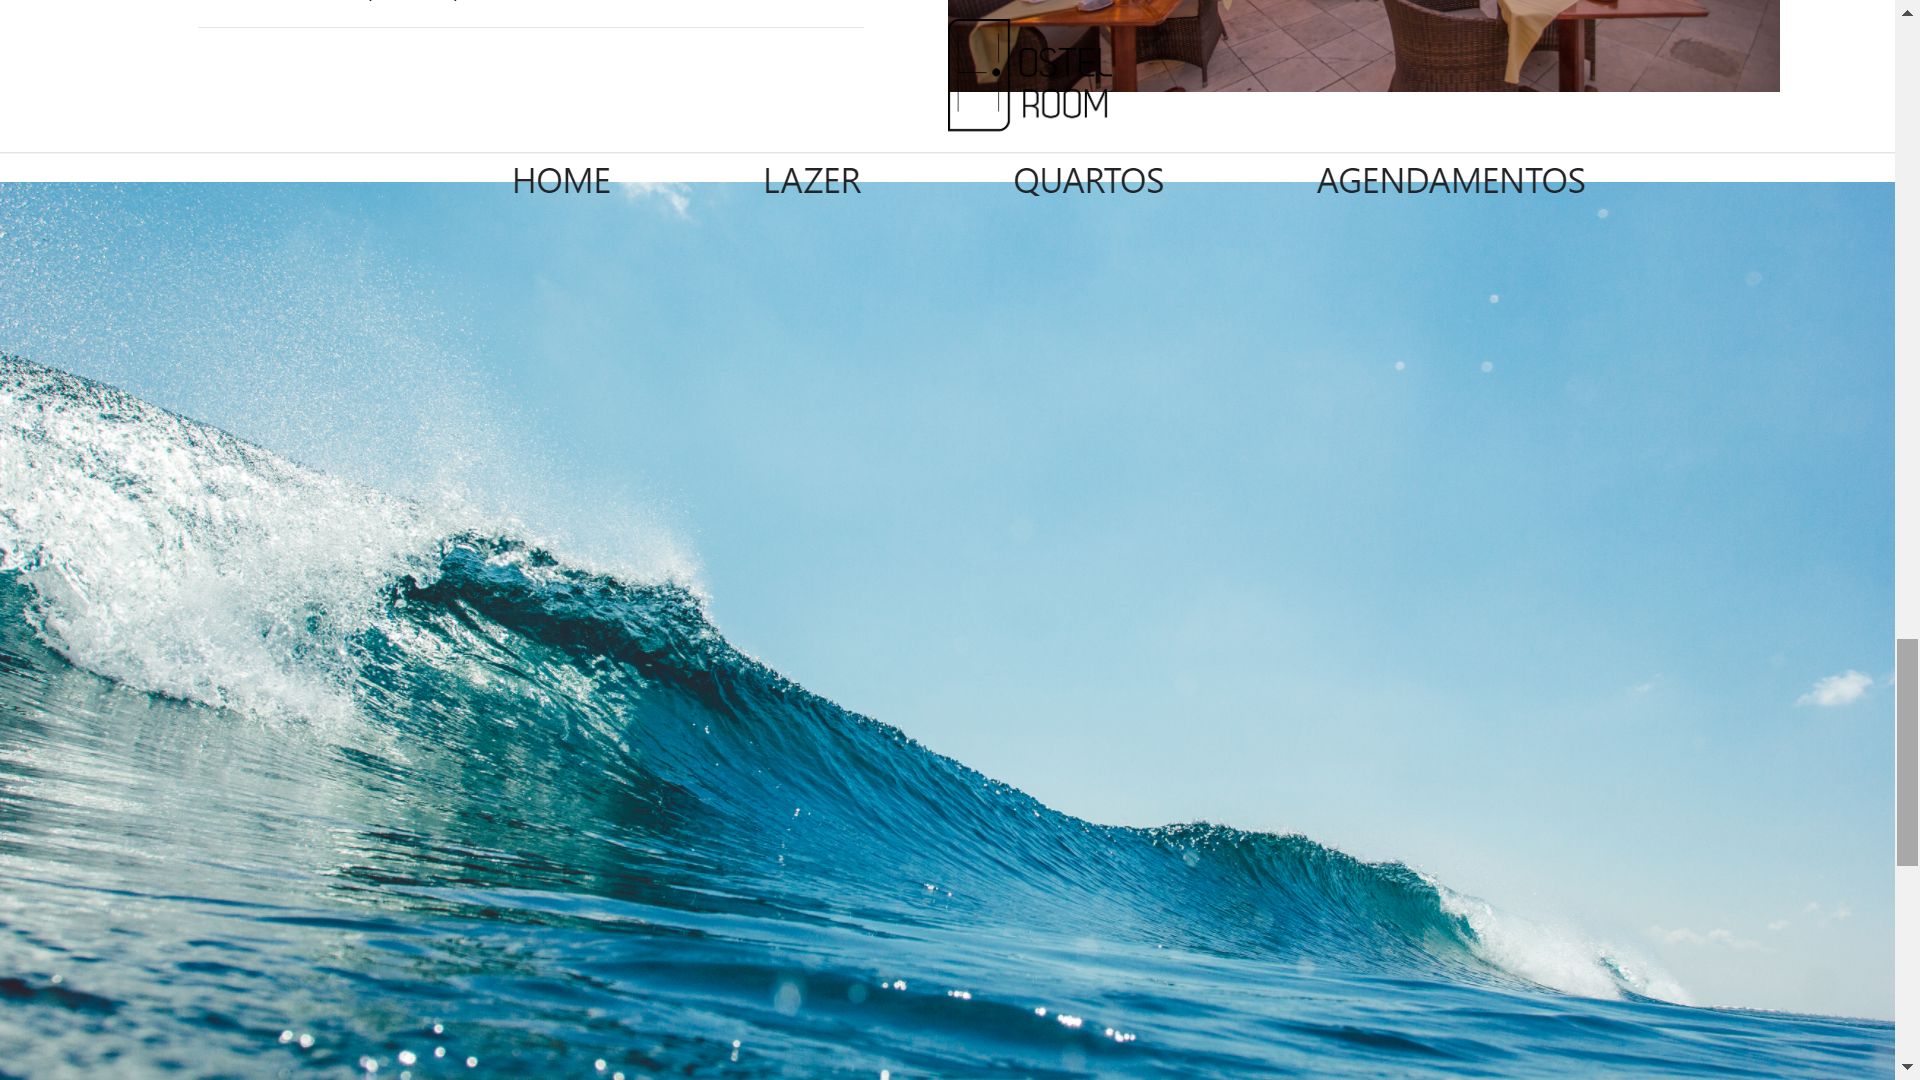 OSTEL
ROOM
HOME LAZER QUARTOS AGENDAMENTOS